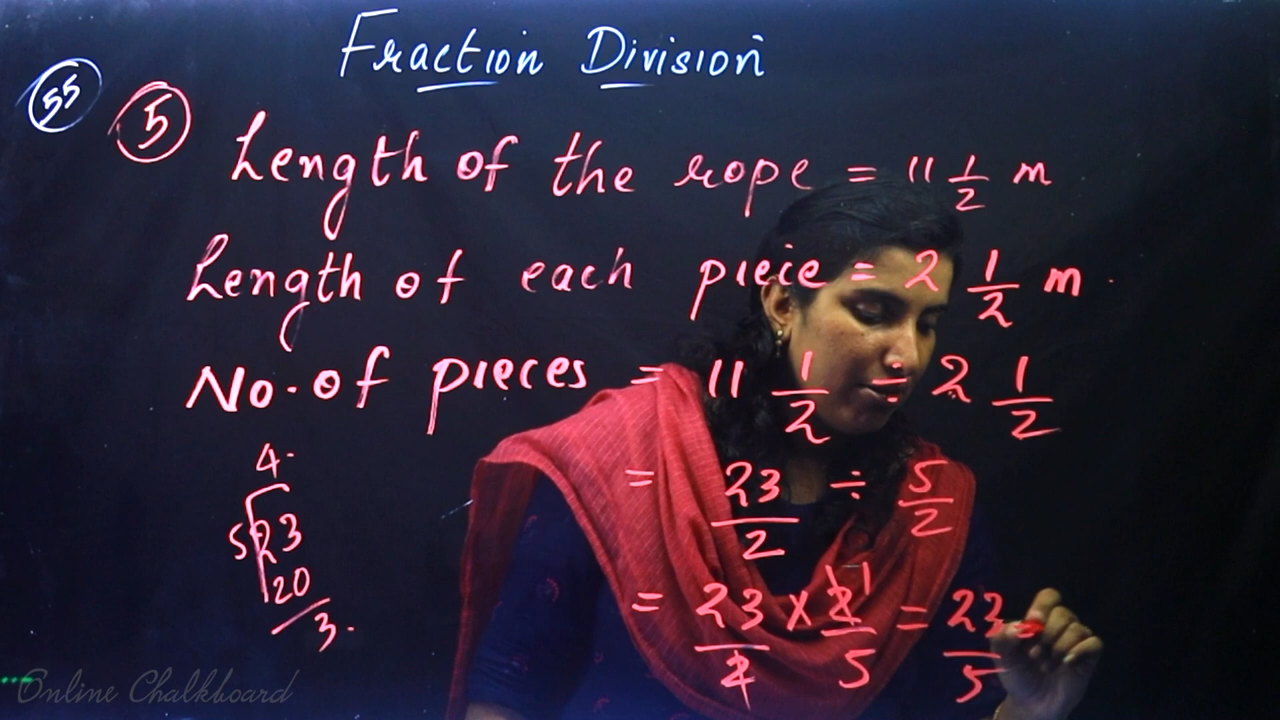 Fraction Division
55
5 Length of the rope = 11 1/2 m
Length of each pieie = 2 1/2 m
No. of pieces = 11 1/2 ÷ 2 1/2
= 23/2 ÷ 5/2
= 23/2 × 2/5 1 = 23/5 =
4.
5 23
20
3.
Online Chalkboard